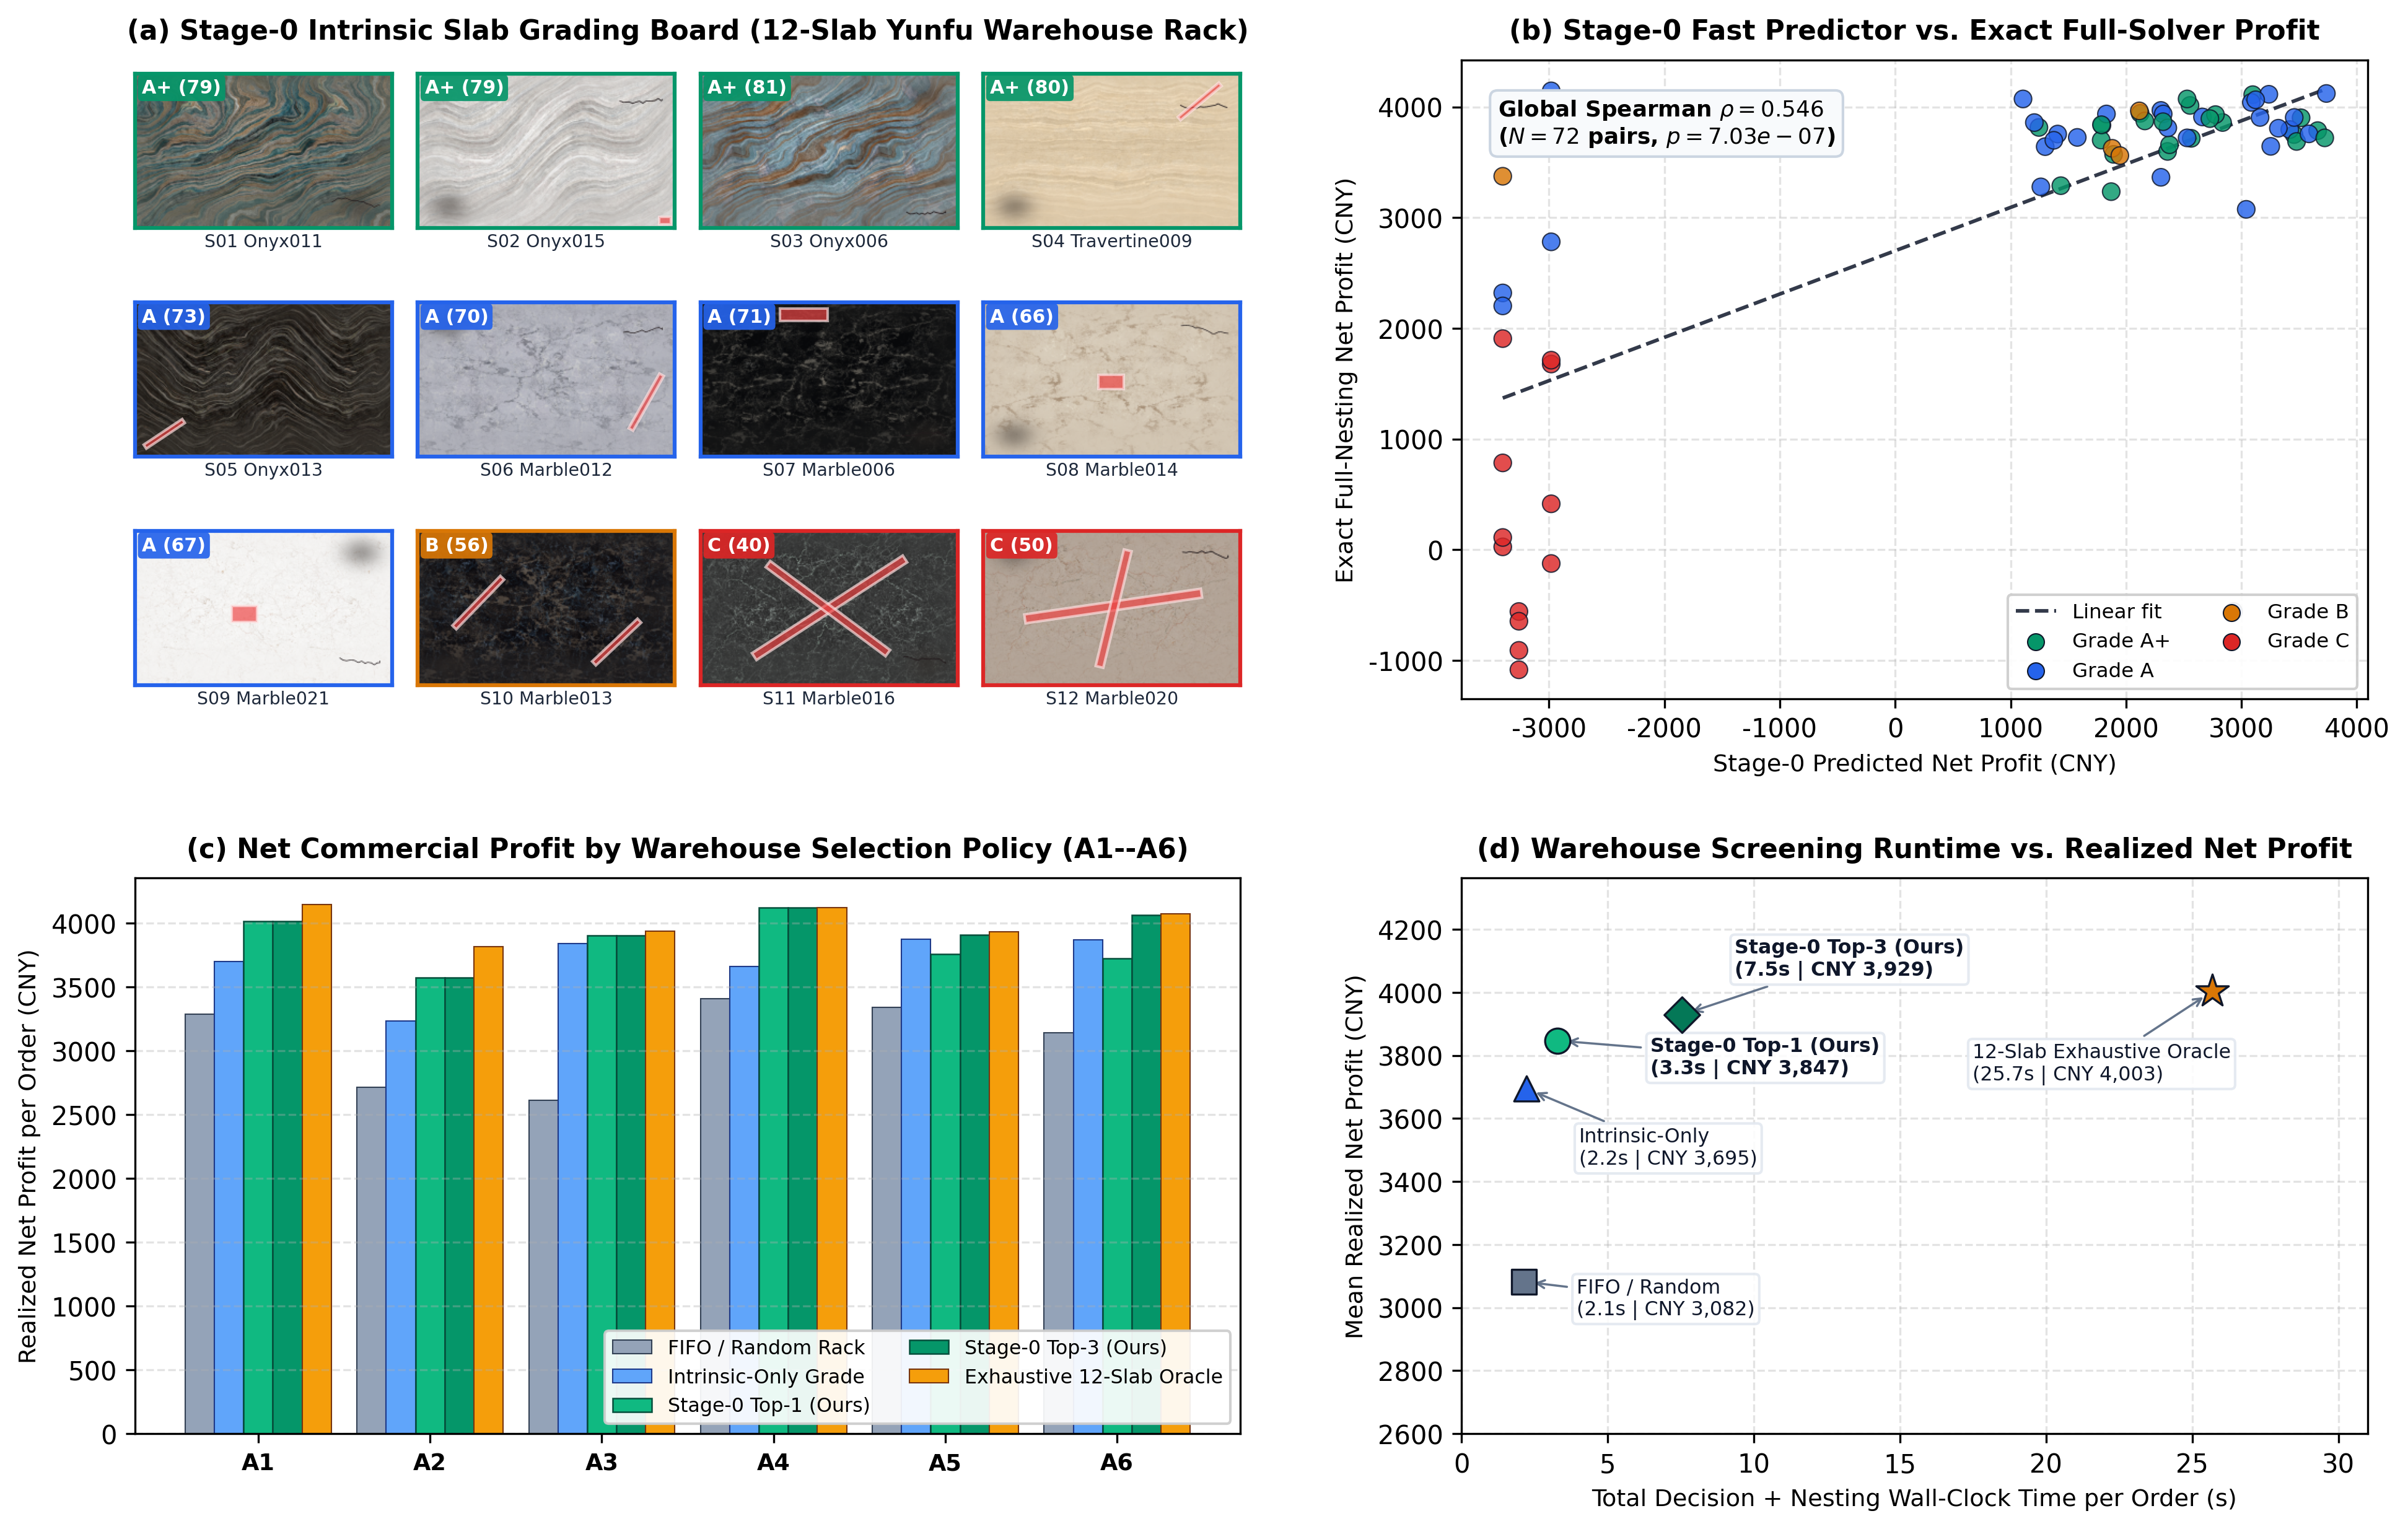 (a) Stage-0 Intrinsic Slab Grading Board (12-Slab Yunfu Warehouse Rack)
A+ (79)
A+ (79)
A+ (81)
A+ (80)
S01 Onyx011
S02 Onyx015
S03 Onyx006
S04 Travertine009
A (73)
A (70)
A (71)
A (66)
S05 Onyx013
S06 Marble012
S07 Marble006
S08 Marble014
A (67)
B (56)
C (40)
C (50)
S09 Marble021
S10 Marble013
S11 Marble016
S12 Marble020
(b) Stage-0 Fast Predictor vs. Exact Full-Solver Profit
Exact Full-Nesting Net Profit (CNY)
4000
3000
2000
1000
0
-1000
Global Spearman ρ = 0.546
(N = 72 pairs, p = 7.03e − 07)
Linear fit
Grade A+
Grade A
Grade B
Grade C
-3000
-2000
-1000
0
1000
2000
3000
4000
Stage-0 Predicted Net Profit (CNY)
(c) Net Commercial Profit by Warehouse Selection Policy (A1--A6)
Realized Net Profit per Order (CNY)
4000
3500
3000
2500
2000
1500
1000
500
0
FIFO / Random Rack
Intrinsic-Only Grade
Stage-0 Top-1 (Ours)
Stage-0 Top-3 (Ours)
Exhaustive 12-Slab Oracle
A1
A2
A3
A4
A5
A6
(d) Warehouse Screening Runtime vs. Realized Net Profit
Mean Realized Net Profit (CNY)
4200
4000
3800
3600
3400
3200
3000
2800
2600
Stage-0 Top-3 (Ours)
(7.5s | CNY 3,929)
Stage-0 Top-1 (Ours)
(3.3s | CNY 3,847)
12-Slab Exhaustive Oracle
(25.7s | CNY 4,003)
Intrinsic-Only
(2.2s | CNY 3,695)
FIFO / Random
(2.1s | CNY 3,082)
0
5
10
15
20
25
30
Total Decision + Nesting Wall-Clock Time per Order (s)